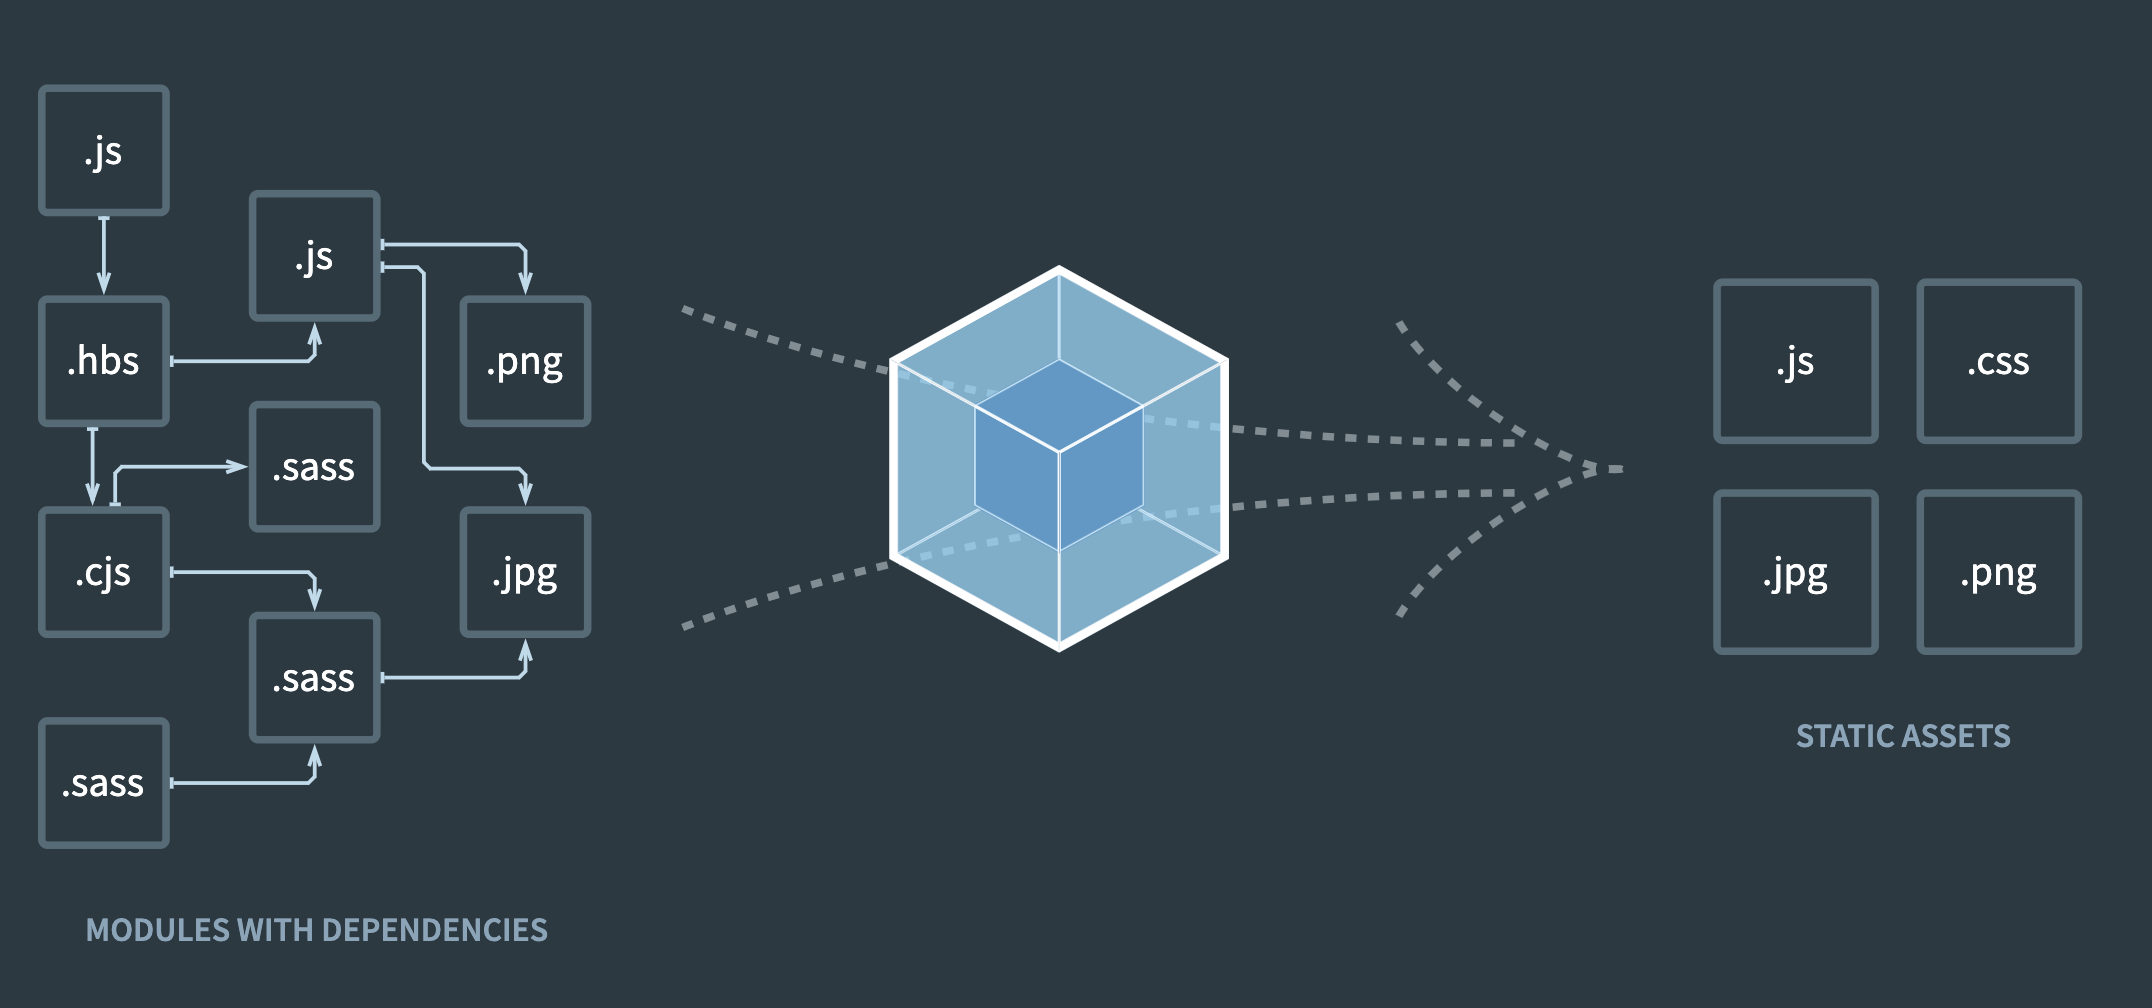 .js
.js
.hbs
.png
.sass
.cjs
.jpg
.sass
.sass
MODULES WITH DEPENDENCIES
.js
.css
.jpg
.png
STATIC ASSETS